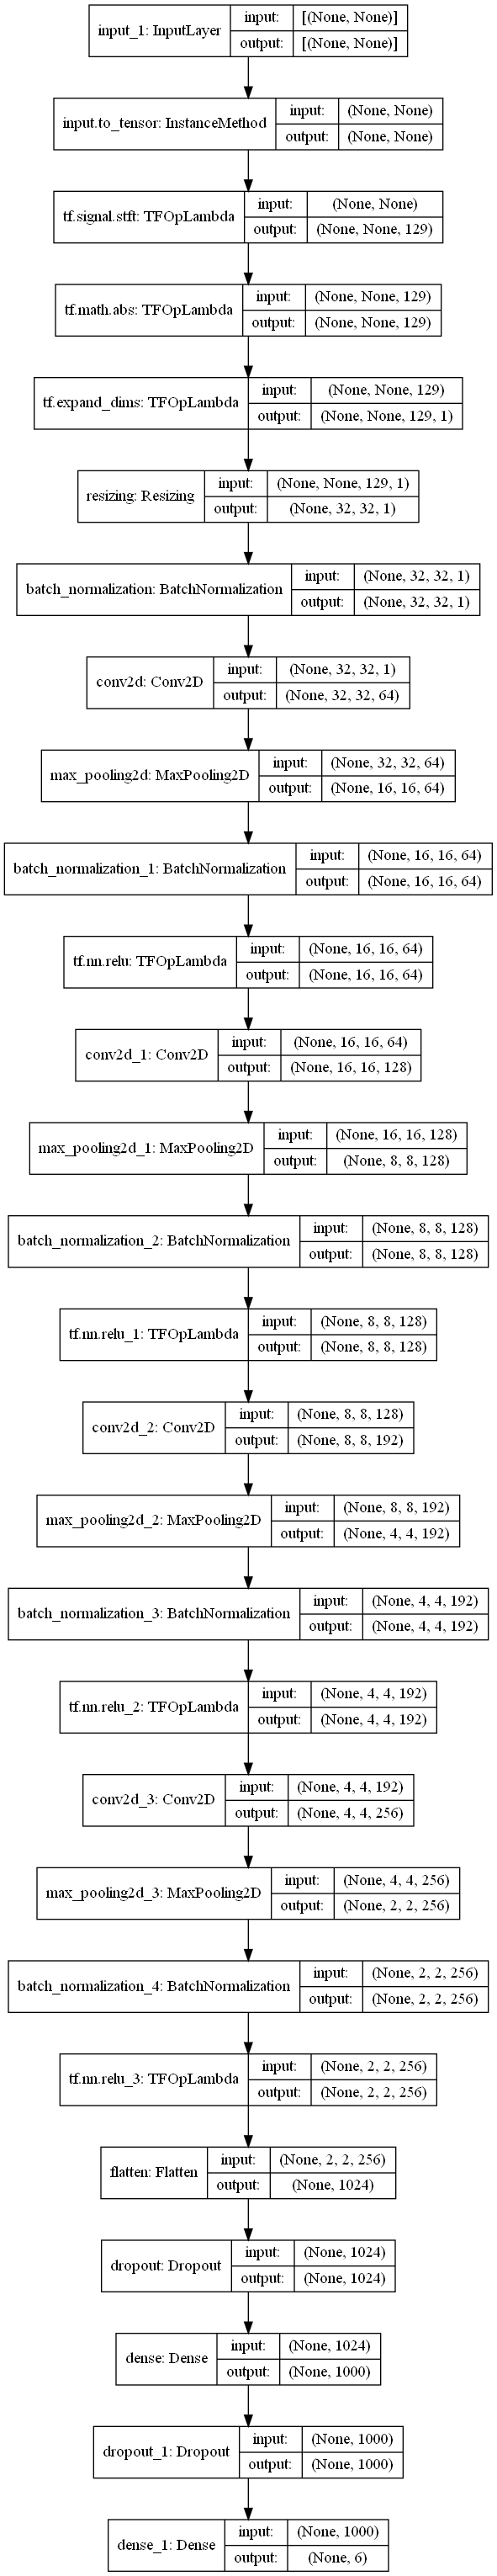 input_1: InputLayer
input: [(None, None)]
output: [(None, None)]
input.to_tensor: InstanceMethod
input: (None, None)
output: (None, None)
tf.signal.stft: TFOpLambda
input: (None, None)
output: (None, None, 129)
tf.math.abs: TFOpLambda
input: (None, None, 129)
output: (None, None, 129)
tf.expand_dims: TFOpLambda
input: (None, None, 129)
output: (None, None, 129, 1)
resizing: Resizing
input: (None, None, 129, 1)
output: (None, 32, 32, 1)
batch_normalization: BatchNormalization
input: (None, 32, 32, 1)
output: (None, 32, 32, 1)
conv2d: Conv2D
input: (None, 32, 32, 1)
output: (None, 32, 32, 64)
max_pooling2d: MaxPooling2D
input: (None, 32, 32, 64)
output: (None, 16, 16, 64)
batch_normalization_1: BatchNormalization
input: (None, 16, 16, 64)
output: (None, 16, 16, 64)
tf.nn.relu: TFOpLambda
input: (None, 16, 16, 64)
output: (None, 16, 16, 64)
conv2d_1: Conv2D
input: (None, 16, 16, 64)
output: (None, 16, 16, 128)
max_pooling2d_1: MaxPooling2D
input: (None, 16, 16, 128)
output: (None, 8, 8, 128)
batch_normalization_2: BatchNormalization
input: (None, 8, 8, 128)
output: (None, 8, 8, 128)
tf.nn.relu_1: TFOpLambda
input: (None, 8, 8, 128)
output: (None, 8, 8, 128)
conv2d_2: Conv2D
input: (None, 8, 8, 128)
output: (None, 8, 8, 192)
max_pooling2d_2: MaxPooling2D
input: (None, 8, 8, 192)
output: (None, 4, 4, 192)
batch_normalization_3: BatchNormalization
input: (None, 4, 4, 192)
output: (None, 4, 4, 192)
tf.nn.relu_2: TFOpLambda
input: (None, 4, 4, 192)
output: (None, 4, 4, 192)
conv2d_3: Conv2D
input: (None, 4, 4, 192)
output: (None, 4, 4, 256)
max_pooling2d_3: MaxPooling2D
input: (None, 4, 4, 256)
output: (None, 2, 2, 256)
batch_normalization_4: BatchNormalization
input: (None, 2, 2, 256)
output: (None, 2, 2, 256)
tf.nn.relu_3: TFOpLambda
input: (None, 2, 2, 256)
output: (None, 2, 2, 256)
flatten: Flatten
input: (None, 2, 2, 256)
output: (None, 1024)
dropout: Dropout
input: (None, 1024)
output: (None, 1024)
dense: Dense
input: (None, 1024)
output: (None, 1000)
dropout_1: Dropout
input: (None, 1000)
output: (None, 1000)
dense_1: Dense
input: (None, 1000)
output: (None, 6)